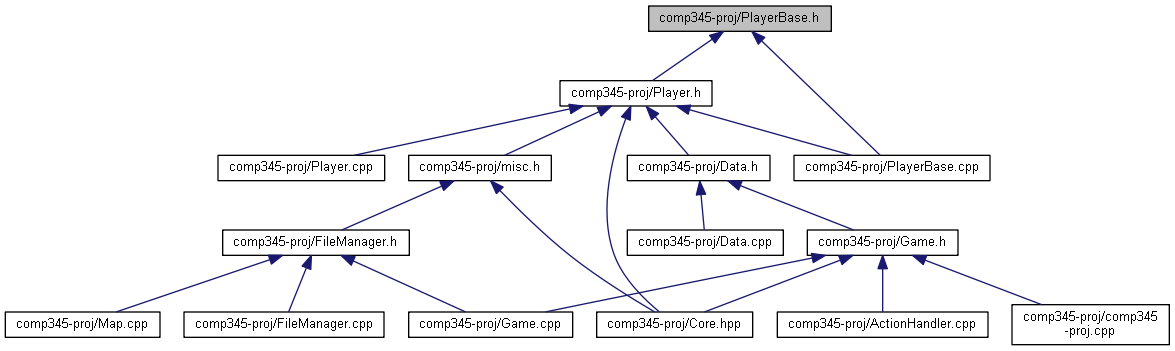 comp345-proj/PlayerBase.h
comp345-proj/Player.h
comp345-proj/Player.cpp
comp345-proj/misc.h
comp345-proj/Data.h
comp345-proj/PlayerBase.cpp
comp345-proj/FileManager.h
comp345-proj/Data.cpp
comp345-proj/Game.h
comp345-proj/Map.cpp
comp345-proj/FileManager.cpp
comp345-proj/Game.cpp
comp345-proj/Core.hpp
comp345-proj/ActionHandler.cpp
comp345-proj/comp345
-proj.cpp